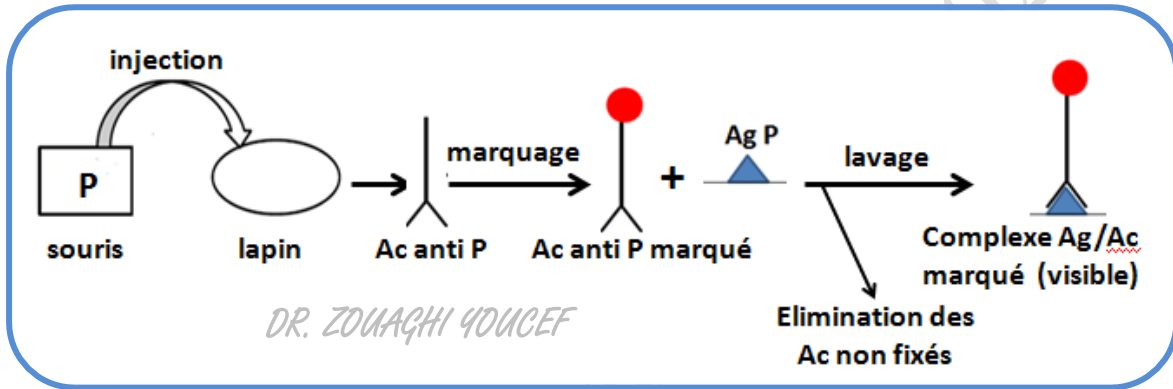 injection
P
souris
lapin
Ac anti P
marquage
Ac anti P marqué
+
Ag P
lavage
Elimination des
Ac non fixés
Complexe Ag/Ac
marqué (visible)
DR. ZOUAGHI YOUCEF